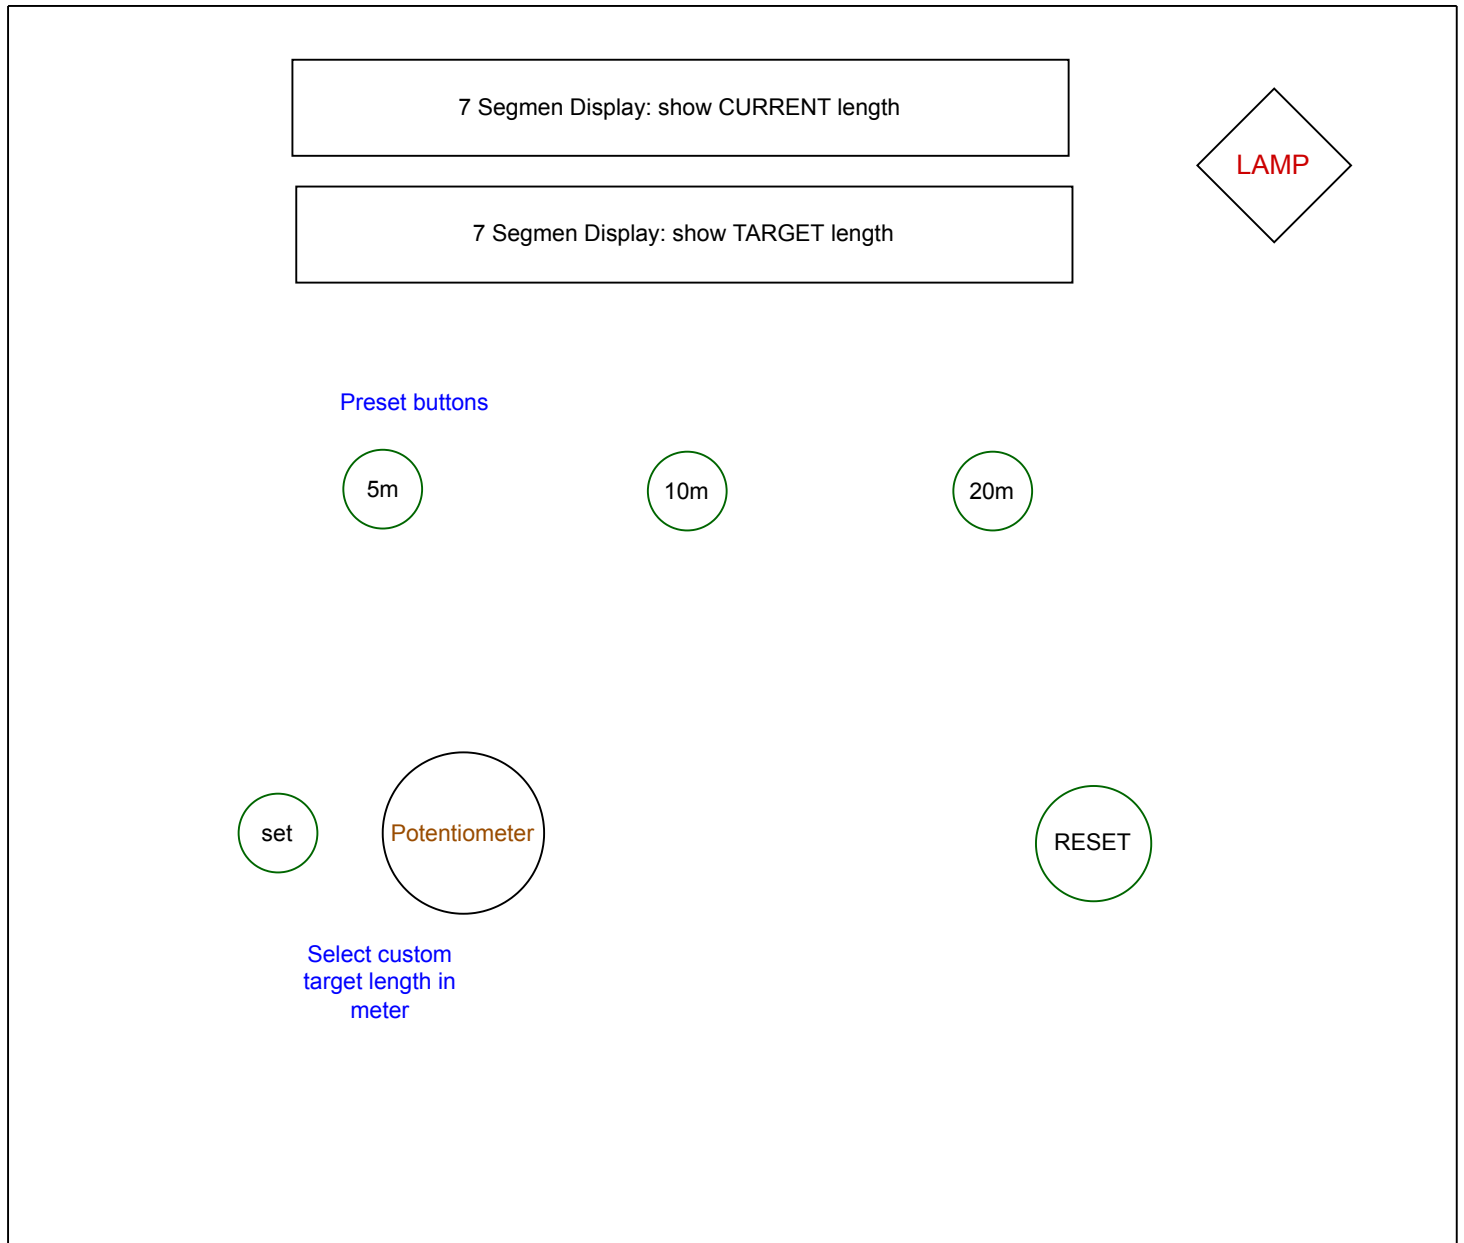 7 Segmen Display: show CURRENT length
LAMP
7 Segmen Display: show TARGET length
Preset buttons
5m
10m
20m
set
Potentiometer
RESET
Select custom
target length in
meter